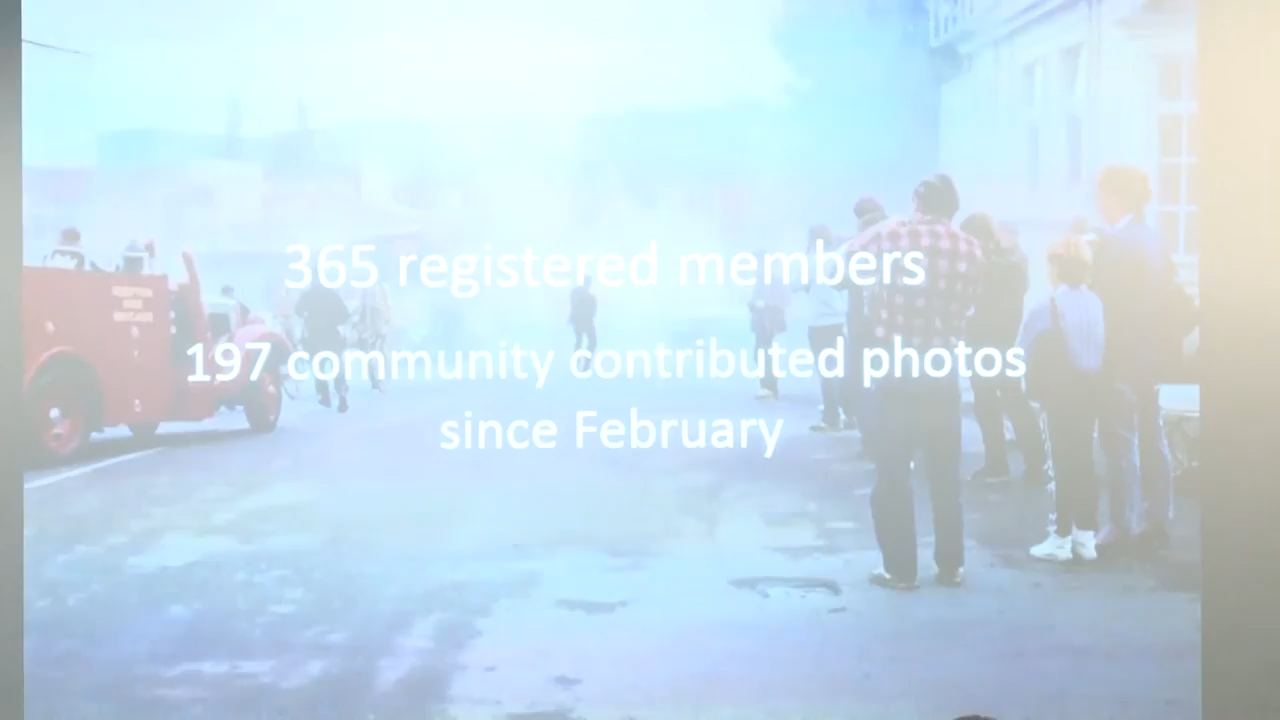 365 registered members
197 community contributed photos
since February